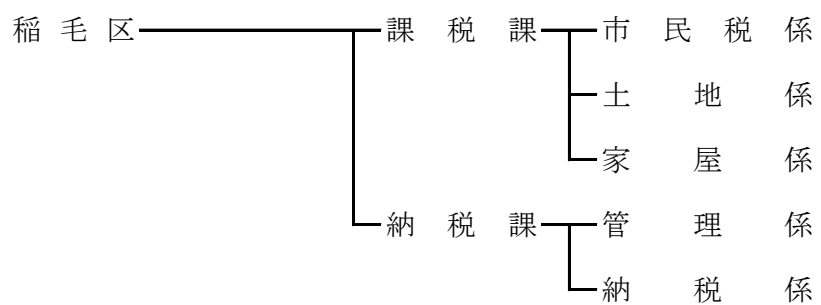 稲毛区 課税課 市民税係
土地係
家屋係
納税課 管理係
納税係